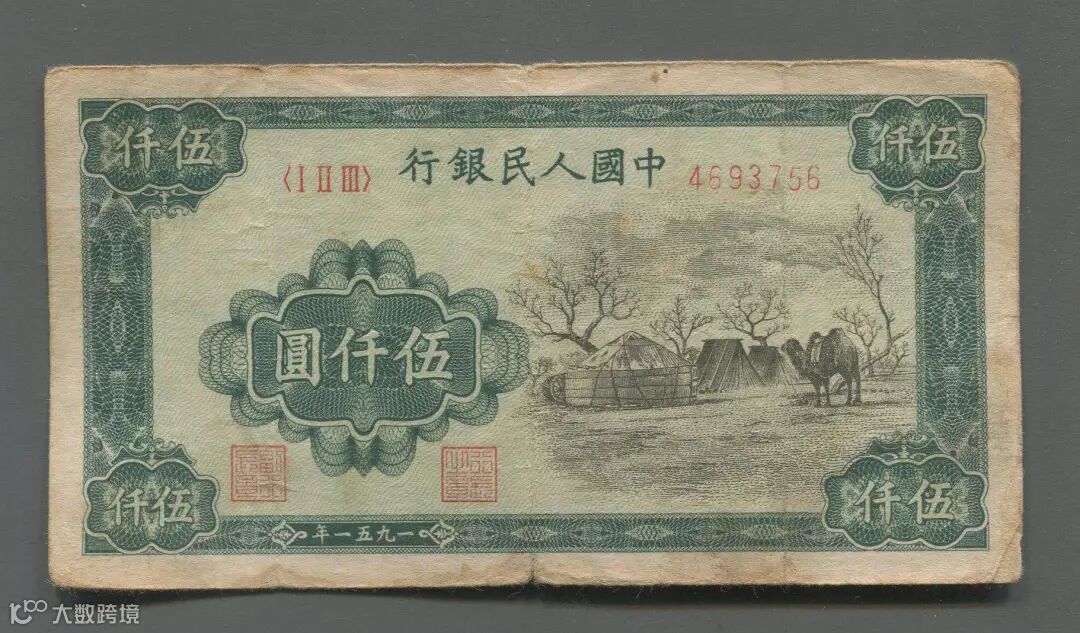 伍仟
伍仟
中國人民銀行
〈I II III〉
4693756
伍仟圓
伍仟
伍仟
一九五一年
大数跨境